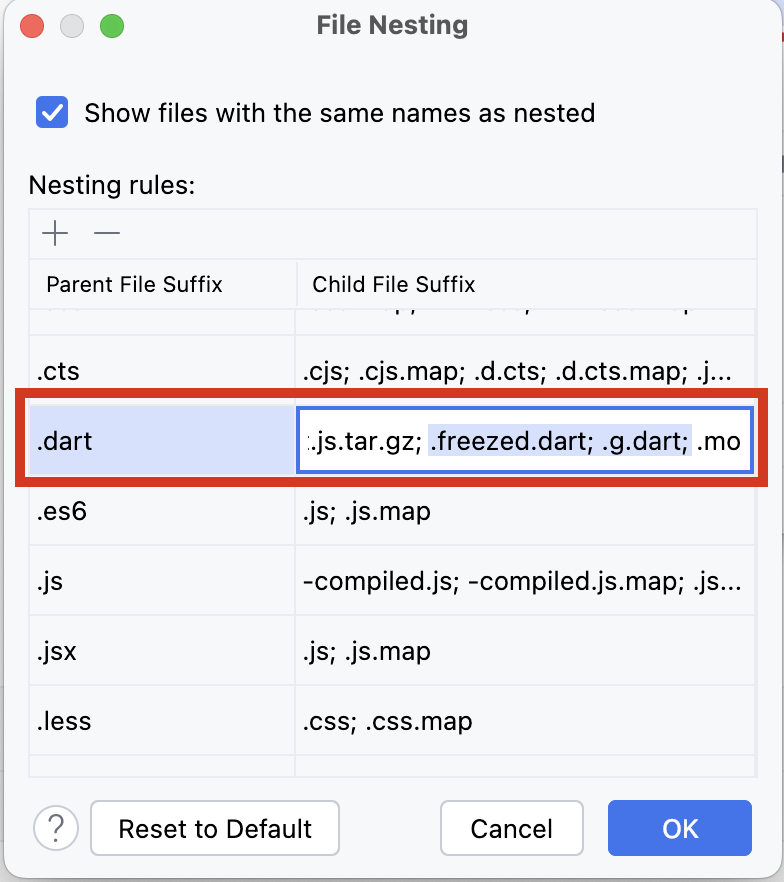 File Nesting
Show files with the same names as nested
Nesting rules:
Parent File Suffix Child File Suffix
.cts .cjs; .cjs.map; .d.cts; .d.cts.map; .j...
.dart .js.tar.gz; .freezed.dart; .g.dart; .mo
.es6 .js; .js.map
.js -compiled.js; -compiled.js.map; .js...
.jsx .js; .js.map
.less .css; .css.map
? Reset to Default Cancel OK